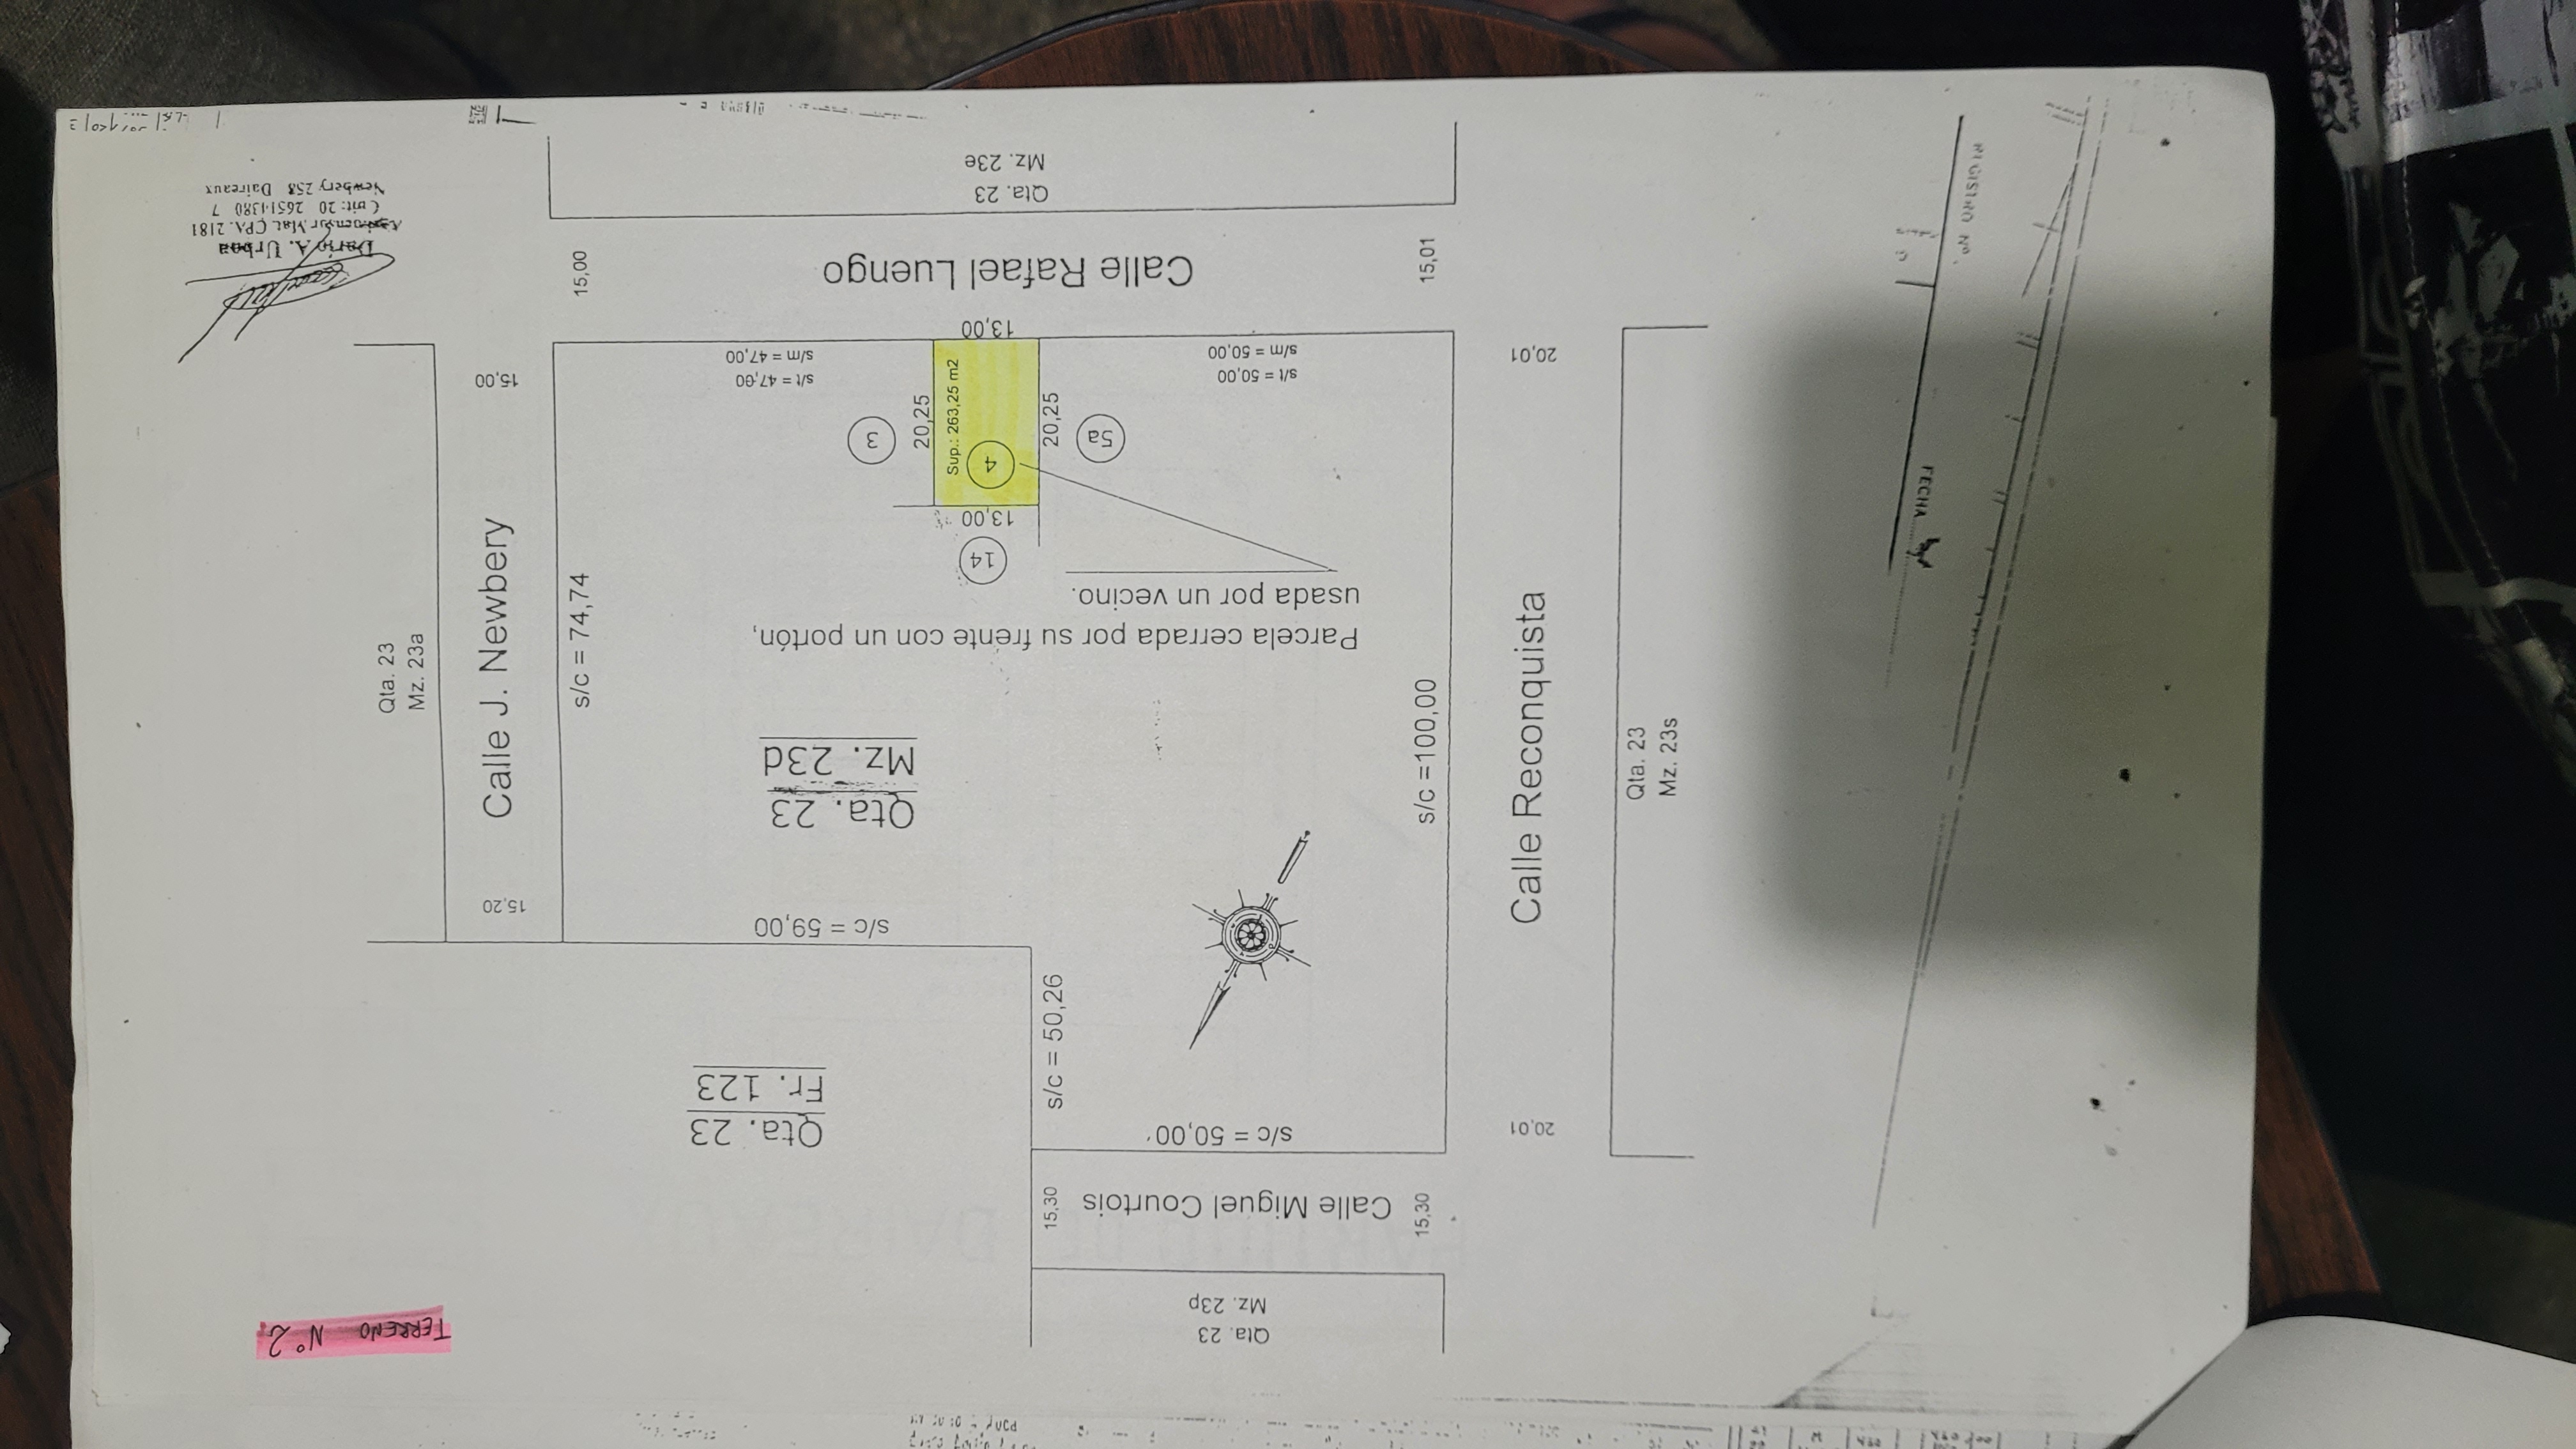 TERRENO N° 2
Qta. 23
Mz. 23p
15,30
Calle Miguel Courtois
15,30
20,01
s/c = 50,00
s/c = 50,26
Qta. 23
Fr. 123
s/c = 59,00
15,20
Calle Reconquista
Qta. 23
Mz. 23s
s/c =100,00
Qta. 23
Mz. 23d
s/c = 74,74
Calle J. Newbery
Qta. 23
Mz. 23a
Parcela cerrada por su frente con un portón,
usada por un vecino.
14
13,00
4
Sup.: 263,25 m2
5a
20,25
20,25
3
s/t = 50,00
s/m = 50,00
s/t = 47,00
s/m = 47,00
20,01
15,00
13,00
15,01
Calle Rafael Luengo
15,00
Qta. 23
Mz. 23e
FECHA
REGISTRO No.
Darío A. Urbaa
Agrimensor Mat. CPA. 2181
Newbery 258 Daireaux